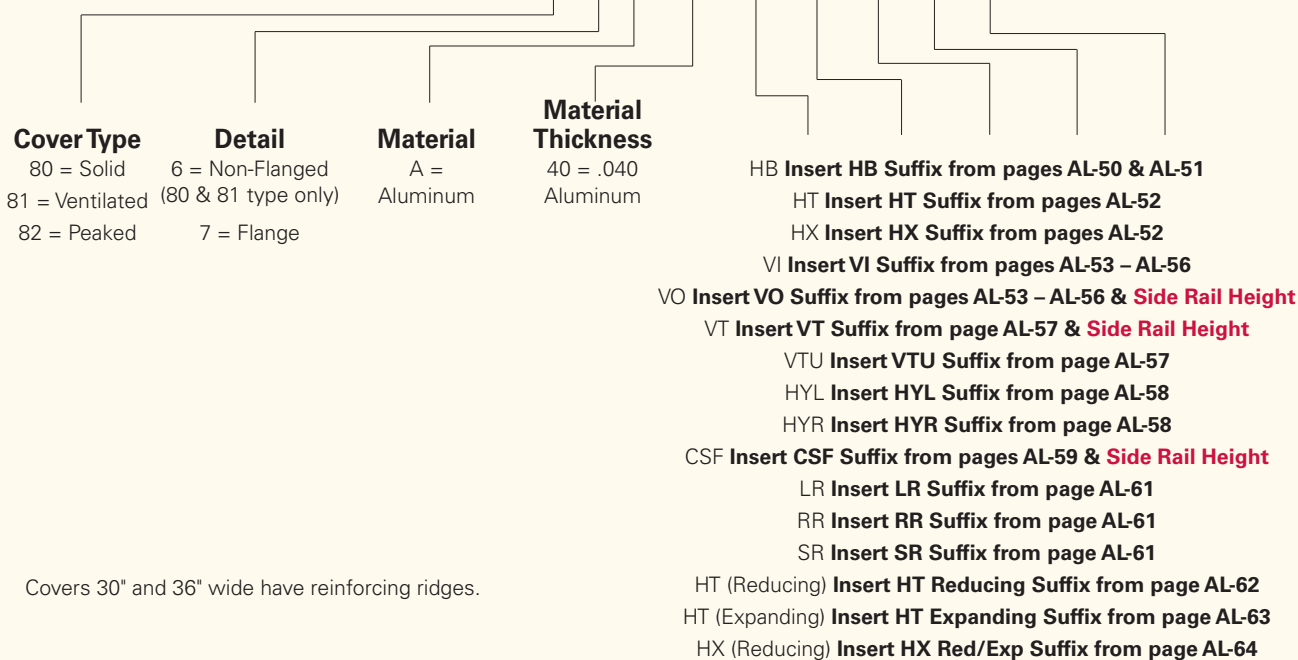 Cover Type
80 = Solid
81 = Ventilated
82 = Peaked
Detail
6 = Non-Flanged
(80 & 81 type only)
7 = Flange
Material
A =
Aluminum
Material
Thickness
40 = .040
Aluminum
HB Insert HB Suffix from pages AL-50 & AL-51
HT Insert HT Suffix from pages AL-52
HX Insert HX Suffix from pages AL-52
VI Insert VI Suffix from pages AL-53 – AL-56
VO Insert VO Suffix from pages AL-53 – AL-56 & Side Rail Height
VT Insert VT Suffix from page AL-57 & Side Rail Height
VTU Insert VTU Suffix from page AL-57
HYL Insert HYL Suffix from page AL-58
HYR Insert HYR Suffix from page AL-58
CSF Insert CSF Suffix from pages AL-59 & Side Rail Height
LR Insert LR Suffix from page AL-61
RR Insert RR Suffix from page AL-61
SR Insert SR Suffix from page AL-61
HT (Reducing) Insert HT Reducing Suffix from page AL-62
HT (Expanding) Insert HT Expanding Suffix from page AL-63
HX (Reducing) Insert HX Red/Exp Suffix from page AL-64
Covers 30" and 36" wide have reinforcing ridges.